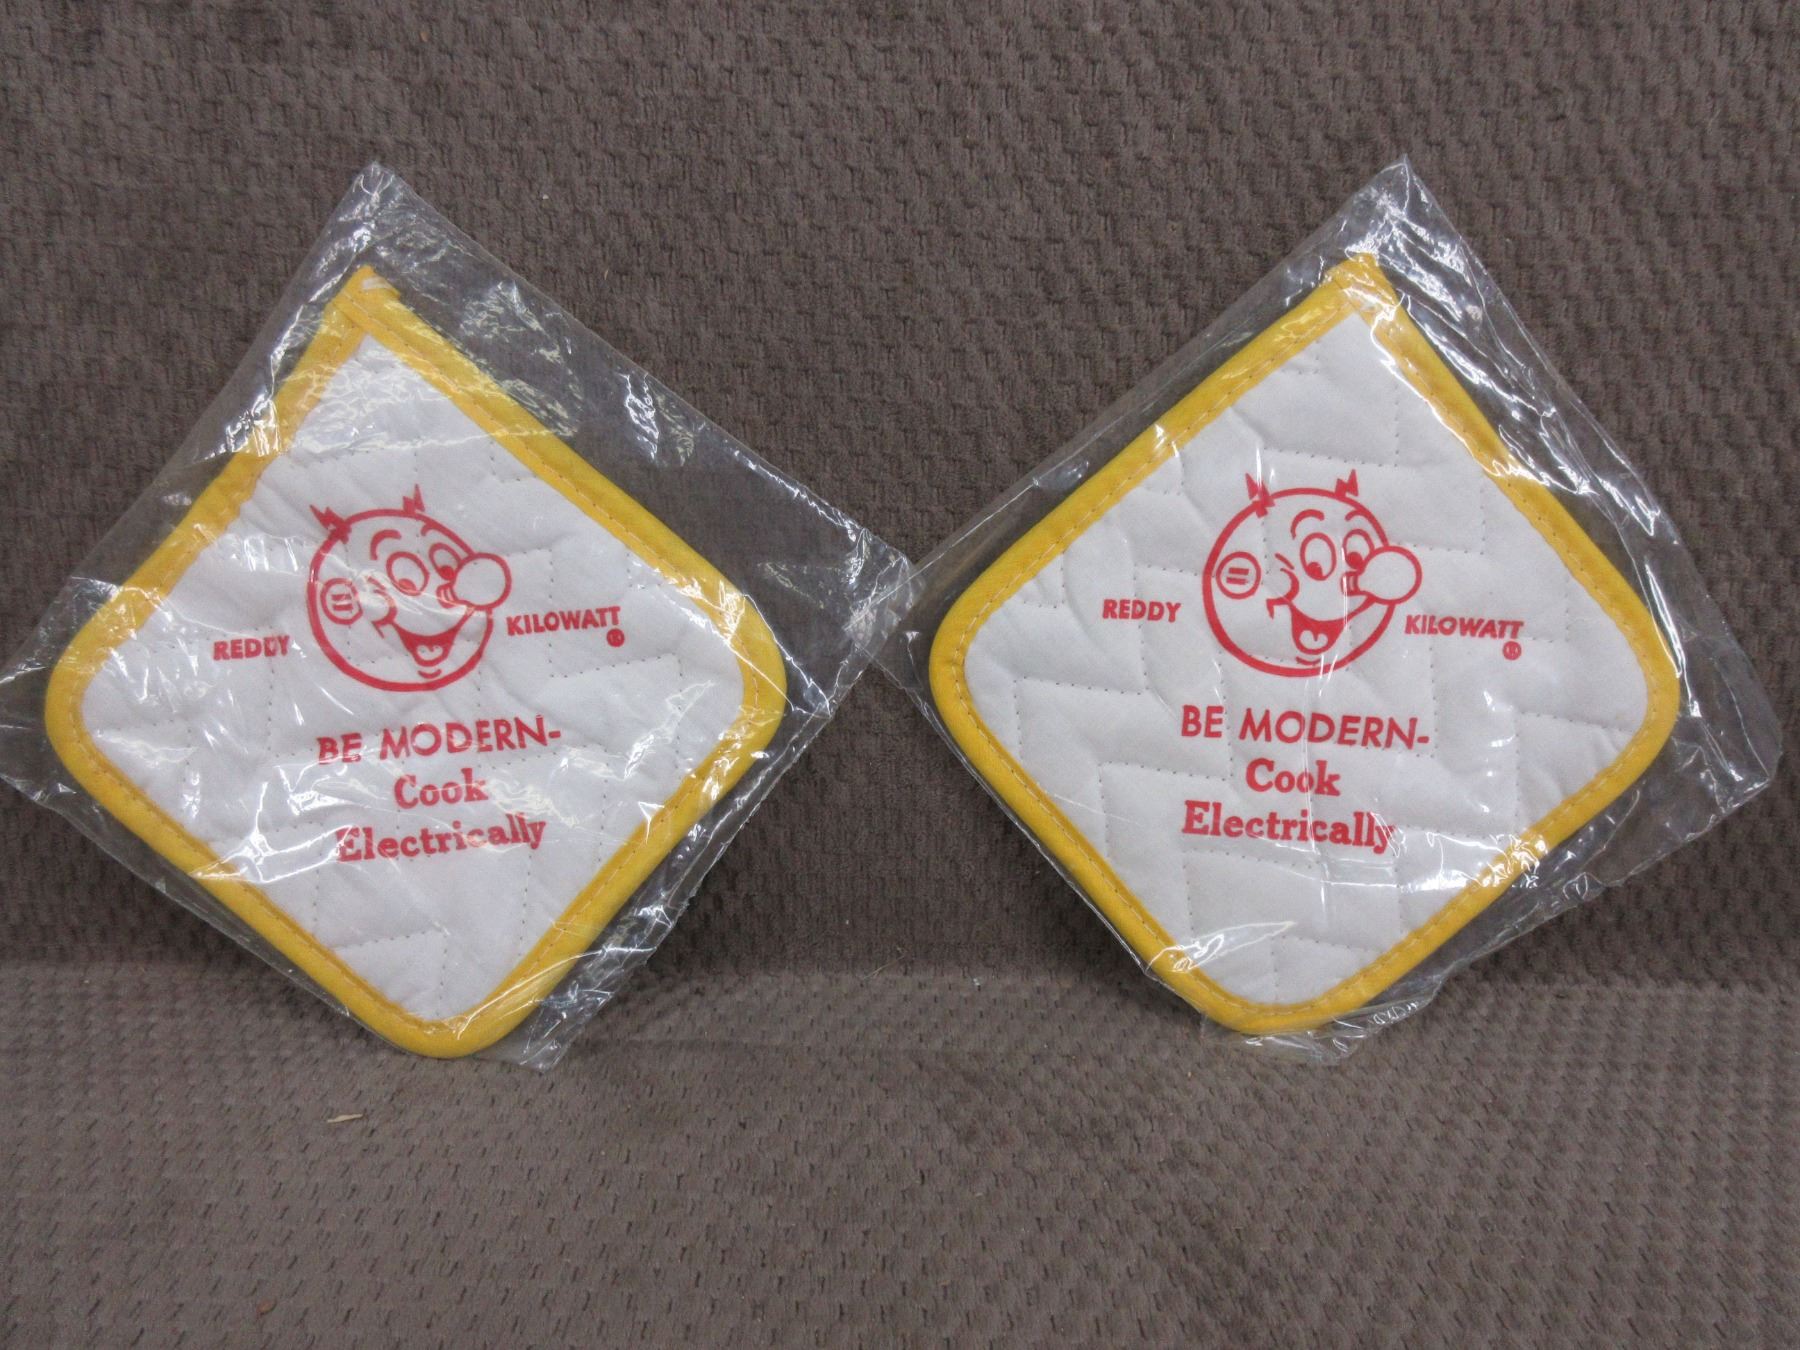 REDDY KILOWATT
®
BE MODERN-
Cook
Electrically
REDDY KILOWATT
®
BE MODERN-
Cook
Electrically